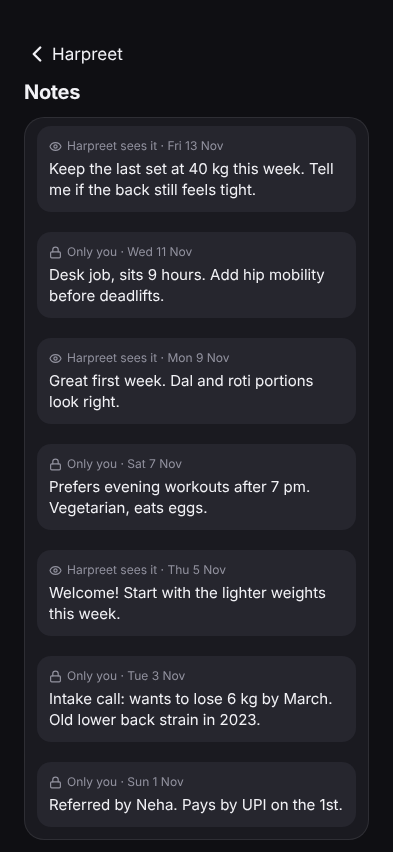 Harpreet
Notes
Harpreet sees it · Fri 13 Nov
Keep the last set at 40 kg this week. Tell
me if the back still feels tight.
Only you · Wed 11 Nov
Desk job, sits 9 hours. Add hip mobility
before deadlifts.
Harpreet sees it · Mon 9 Nov
Great first week. Dal and roti portions
look right.
Only you · Sat 7 Nov
Prefers evening workouts after 7 pm.
Vegetarian, eats eggs.
Harpreet sees it · Thu 5 Nov
Welcome! Start with the lighter weights
this week.
Only you · Tue 3 Nov
Intake call: wants to lose 6 kg by March.
Old lower back strain in 2023.
Only you · Sun 1 Nov
Referred by Neha. Pays by UPI on the 1st.